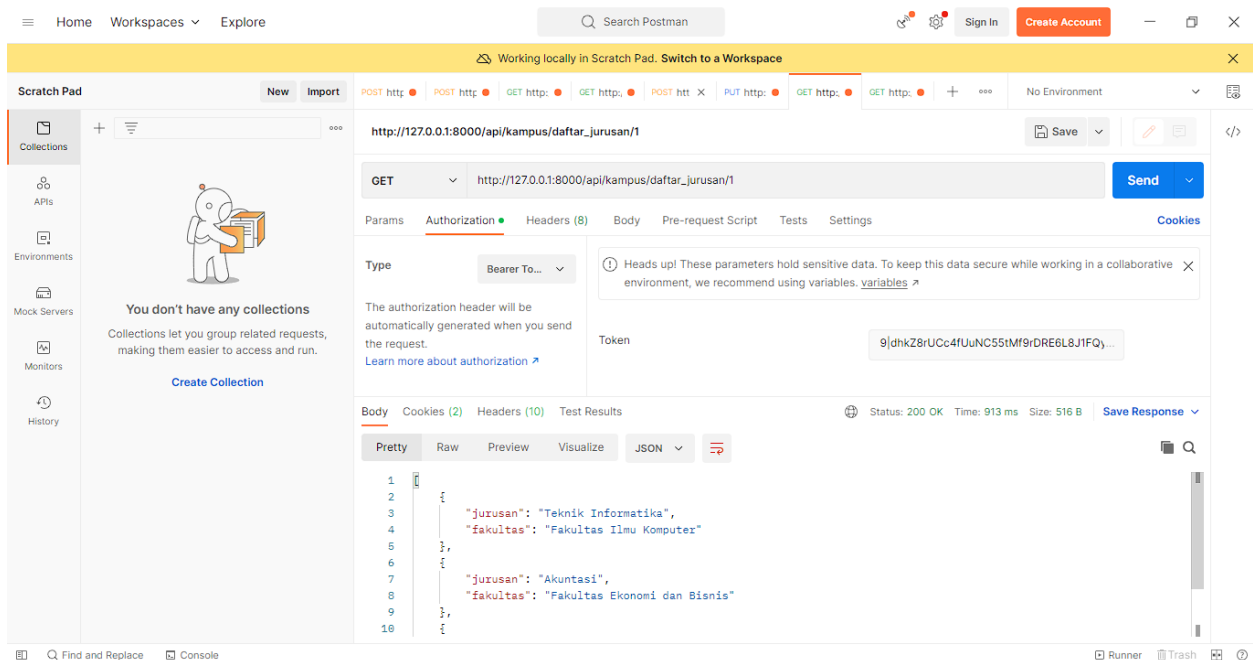 Home Workspaces Explore Search Postman Sign In Create Account
Working locally in Scratch Pad. Switch to a Workspace
Scratch Pad New Import
POST http POST http GET http: GET http:, POST htt PUT http: GET http:, GET http:
No Environment
Collections
APIs
Environments
Mock Servers
Monitors
History
You don't have any collections
Collections let you group related requests,
making them easier to access and run.
Create Collection
http://127.0.0.1:8000/api/kampus/daftar_jurusan/1 Save
GET http://127.0.0.1:8000/api/kampus/daftar_jurusan/1 Send
Params Authorization Headers (8) Body Pre-request Script Tests Settings Cookies
Type Bearer To...
The authorization header will be
automatically generated when you send
the request.
Learn more about authorization
Heads up! These parameters hold sensitive data. To keep this data secure while working in a collaborative
environment, we recommend using variables. variables
Token 9|dhkZ8rUCc4fUuNC55tMf9rDRE6L8J1FQy...
Body Cookies (2) Headers (10) Test Results Status: 200 OK Time: 913 ms Size: 516 B Save Response
Pretty Raw Preview Visualize JSON
1 [
2 {
3 "jurusan": "Teknik Informatika",
4 "fakultas": "Fakultas Ilmu Komputer"
5 },
6 {
7 "jurusan": "Akuntasi",
8 "fakultas": "Fakultas Ekonomi dan Bisnis"
9 },
10 {
Find and Replace Console Runner Trash